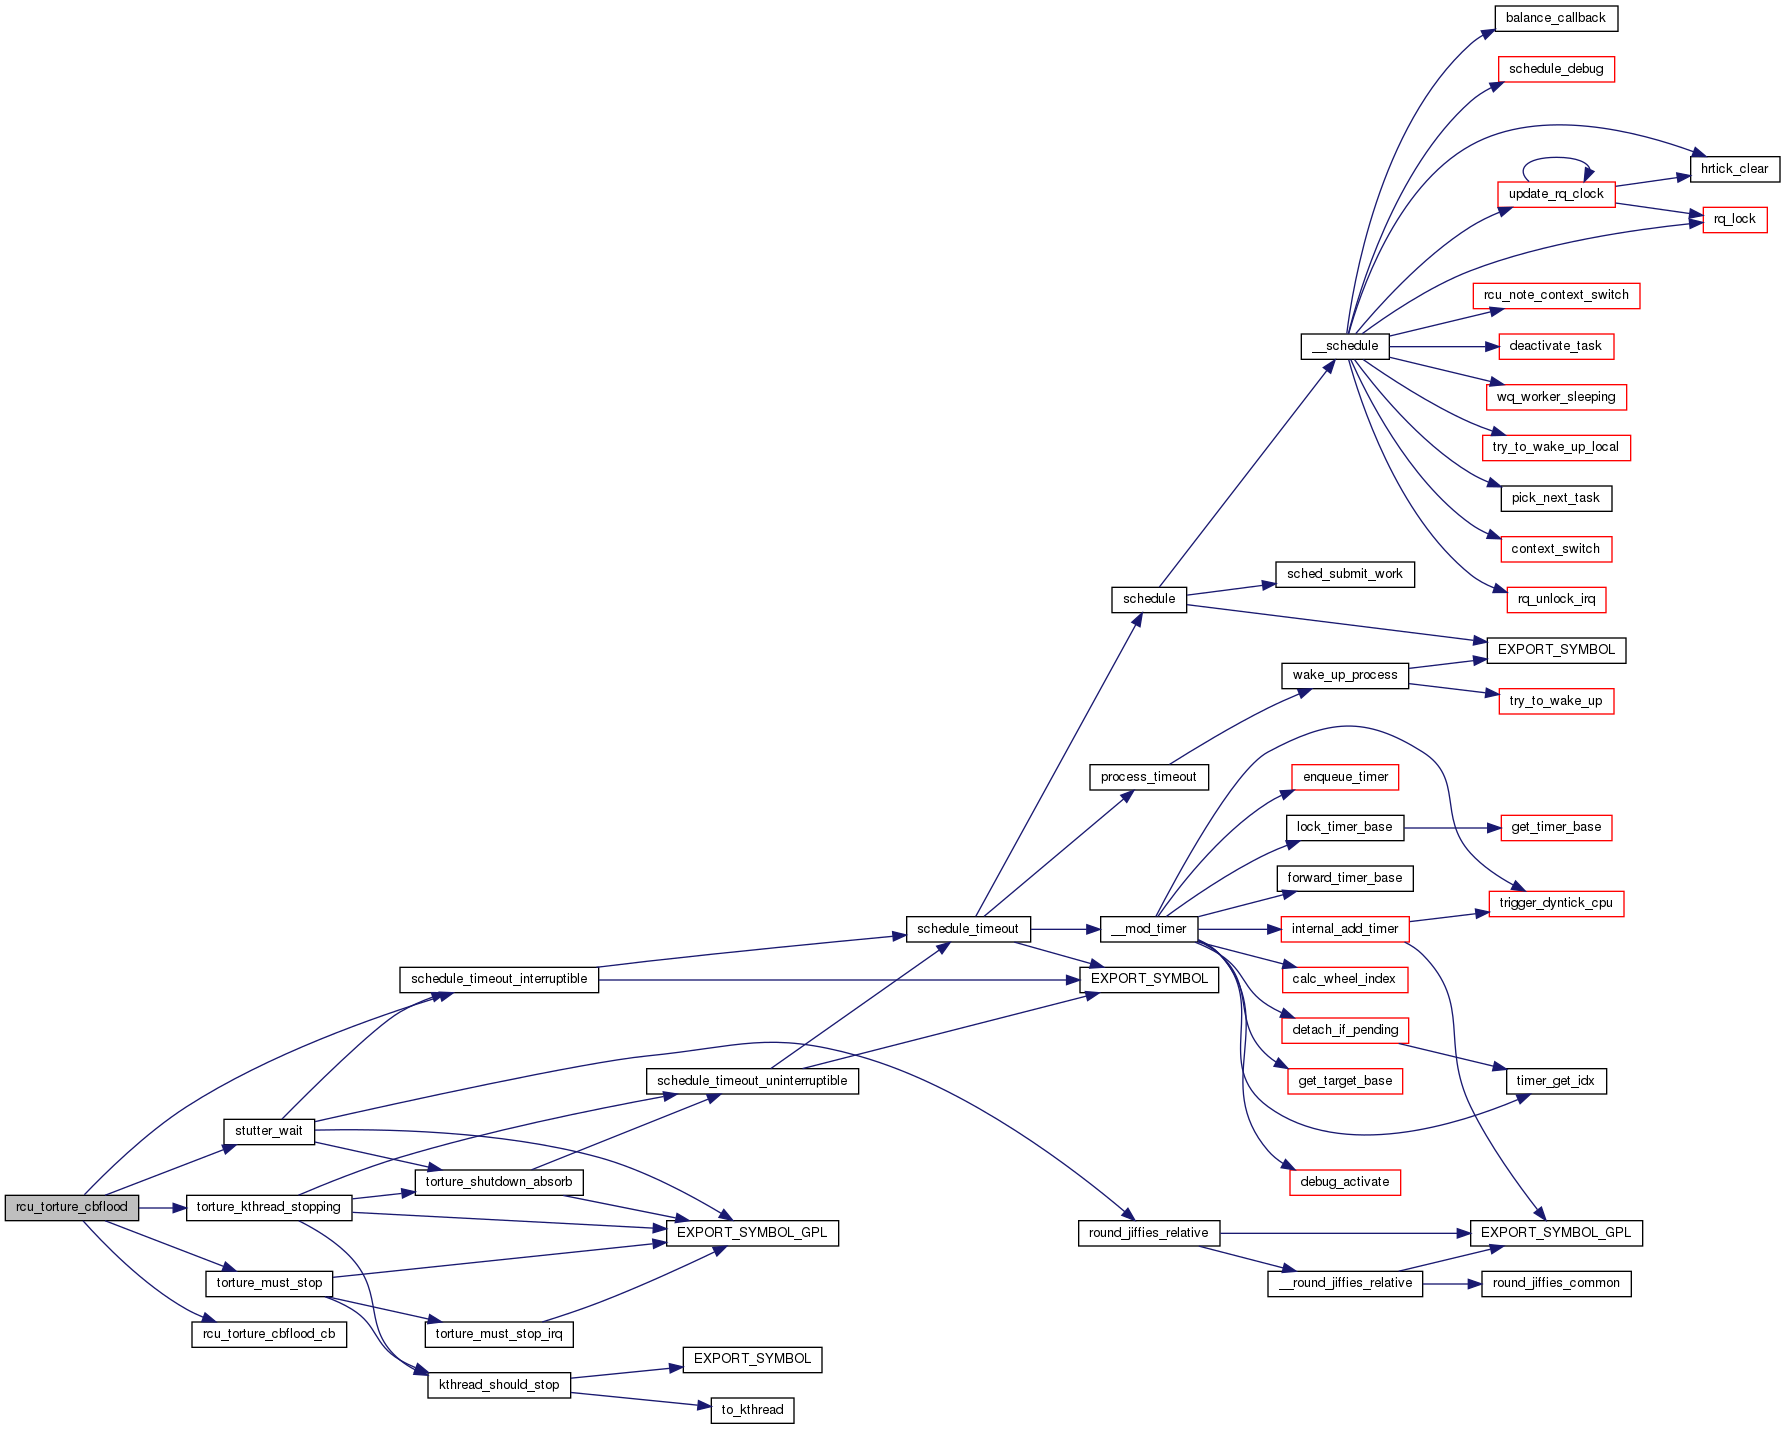 balance_callback
schedule_debug
hrtick_clear
update_rq_clock
rq_lock
rcu_note_context_switch
__schedule
deactivate_task
wq_worker_sleeping
try_to_wake_up_local
pick_next_task
context_switch
sched_submit_work
schedule
rq_unlock_irq
EXPORT_SYMBOL
wake_up_process
try_to_wake_up
process_timeout
enqueue_timer
lock_timer_base
get_timer_base
forward_timer_base
trigger_dyntick_cpu
schedule_timeout
__mod_timer
internal_add_timer
schedule_timeout_interruptible
EXPORT_SYMBOL
calc_wheel_index
detach_if_pending
schedule_timeout_uninterruptible
get_target_base
timer_get_idx
stutter_wait
torture_shutdown_absorb
debug_activate
rcu_torture_cbflood
torture_kthread_stopping
EXPORT_SYMBOL_GPL
round_jiffies_relative
EXPORT_SYMBOL_GPL
torture_must_stop
__round_jiffies_relative
round_jiffies_common
rcu_torture_cbflood_cb
torture_must_stop_irq
EXPORT_SYMBOL
kthread_should_stop
to_kthread